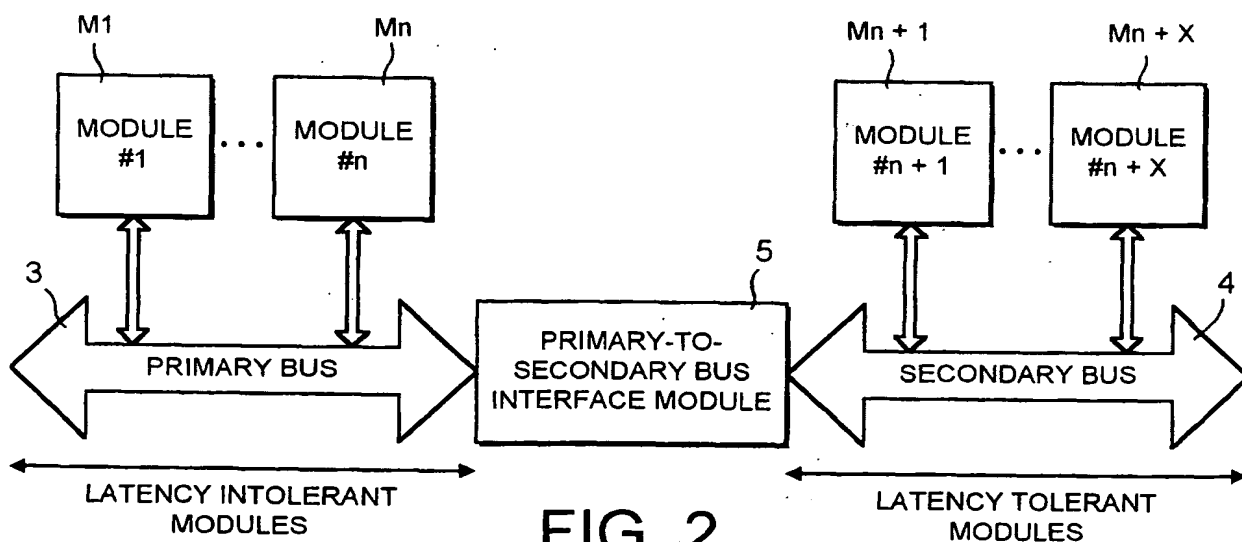 M1
Mn
Mn + 1
Mn + X
MODULE
#1
...
MODULE
#n
MODULE
#n + 1
...
MODULE
#n + X
3
5
4
PRIMARY BUS
PRIMARY-TO-
SECONDARY BUS
INTERFACE MODULE
SECONDARY BUS
LATENCY INTOLERANT
MODULES
LATENCY TOLERANT
MODULES
FIG. 2